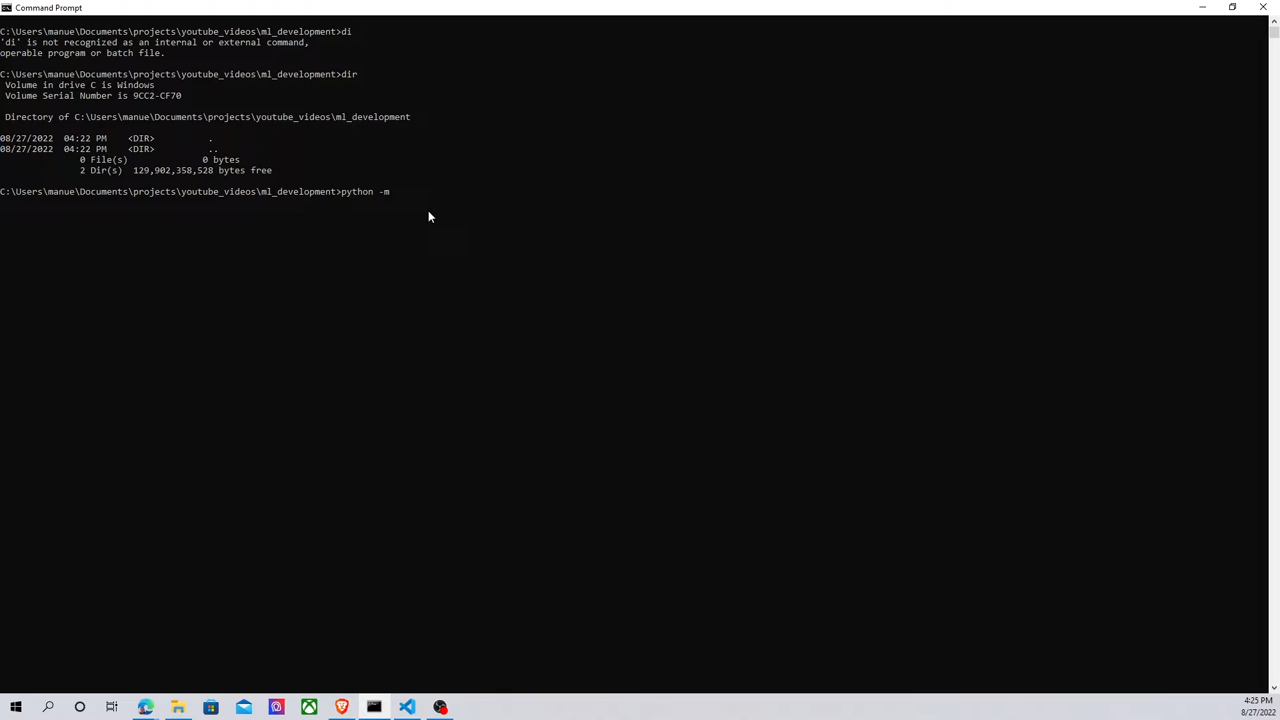 Command Prompt
C:\Users\manue\Documents\projects\youtube_videos\ml_development>di
'di' is not recognized as an internal or external command,
operable program or batch file.
C:\Users\manue\Documents\projects\youtube_videos\ml_development>dir
Volume in drive C is Windows
Volume Serial Number is 9CC2-CF70
Directory of C:\Users\manue\Documents\projects\youtube_videos\ml_development
08/27/2022 04:22 PM <DIR> .
08/27/2022 04:22 PM <DIR> ..
0 File(s) 0 bytes
2 Dir(s) 129,902,358,528 bytes free
C:\Users\manue\Documents\projects\youtube_videos\ml_development>python -m
4:25 PM
8/27/2022